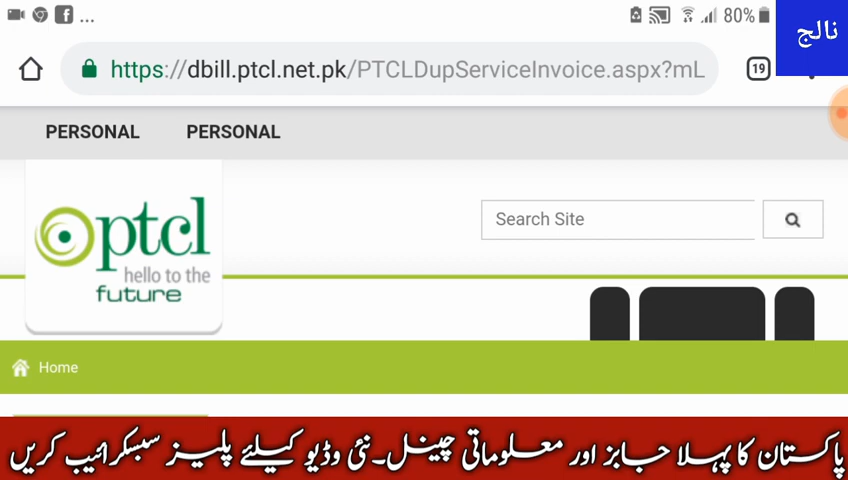 ...
80%
نالج
https://dbill.ptcl.net.pk/PTCLDupServiceInvoice.aspx?mL
19
PERSONAL PERSONAL
ptcl
hello to the
future
Search Site
Home
پاکستان کا پہلا جابز اور معلوماتی چینل۔نئی وڈیو کیلئے پلیز سبسکرائیب کریں